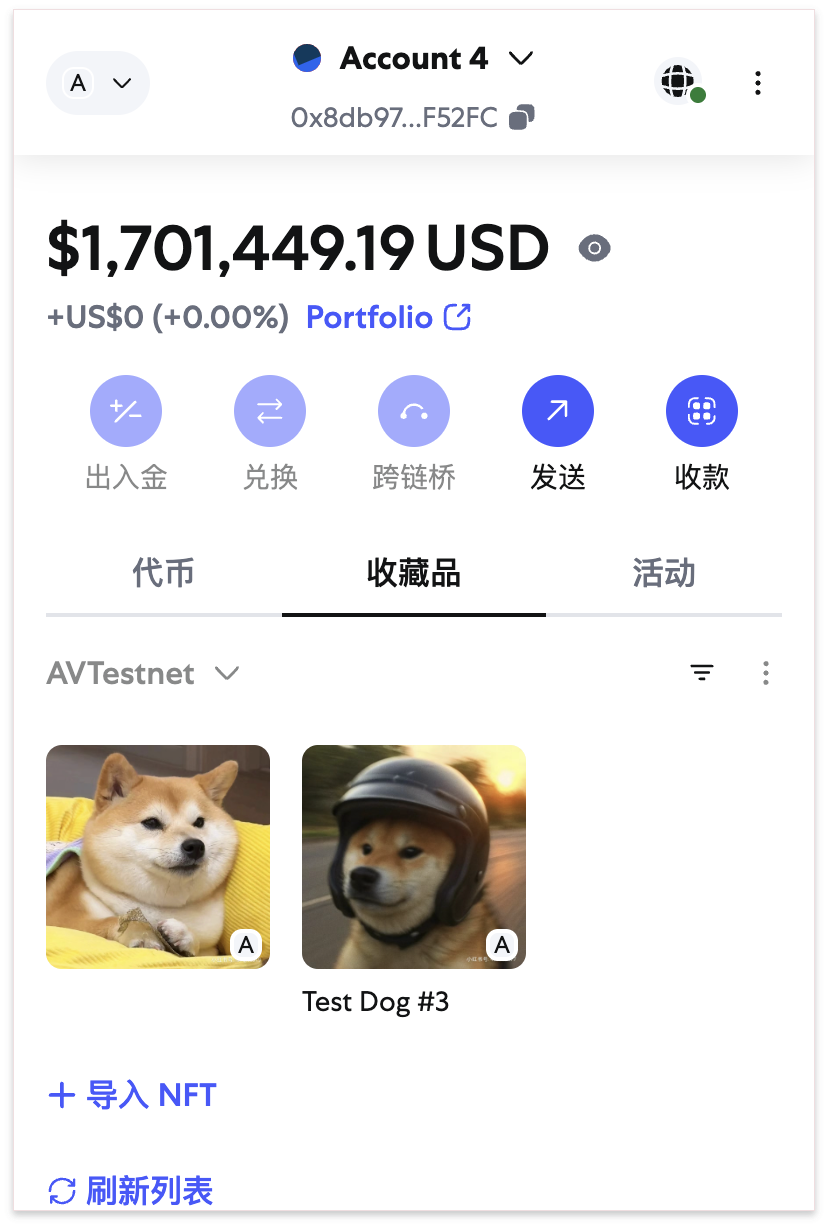 A
Account 4
0x8db97...F52FC
$1,701,449.19 USD
+US$0 (+0.00%) Portfolio
出入金 兑换 跨链桥 发送 收款
代币 收藏品 活动
AVTestnet
A A
Test Dog #3
+ 导入 NFT
刷新列表